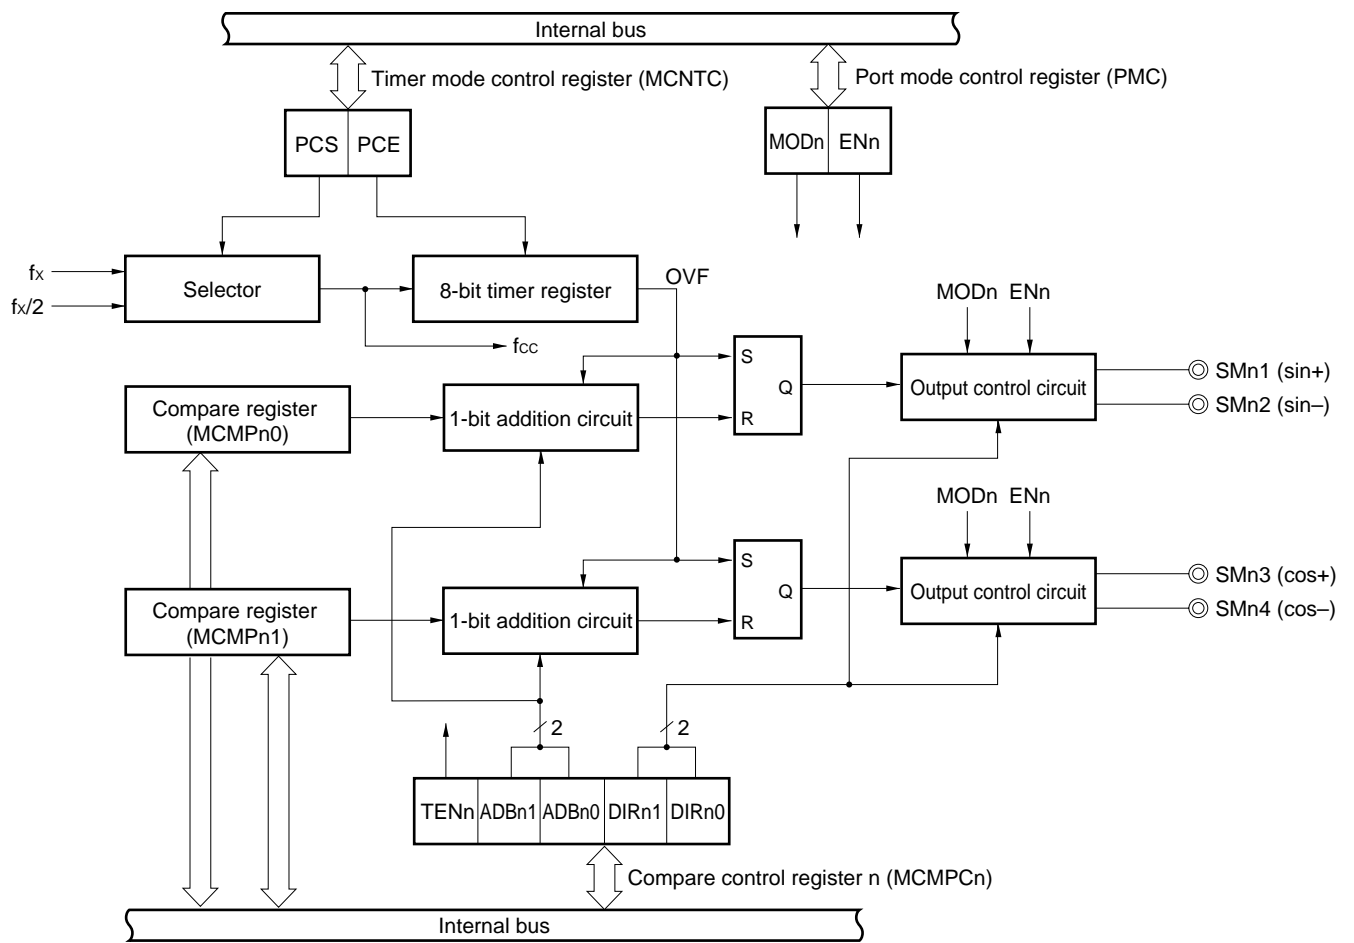 Internal bus
Timer mode control register (MCNTC)
Port mode control register (PMC)
PCS PCE
MODn ENn
fX
fX/2
Selector
8-bit timer register
OVF
fCC
MODn ENn
S
Q
R
Output control circuit
SMn1 (sin+)
SMn2 (sin–)
Compare register
(MCMPn0)
1-bit addition circuit
MODn ENn
S
Q
R
Output control circuit
SMn3 (cos+)
SMn4 (cos–)
Compare register
(MCMPn1)
1-bit addition circuit
2
2
TENn ADBn1 ADBn0 DIRn1 DIRn0
Compare control register n (MCMPCn)
Internal bus